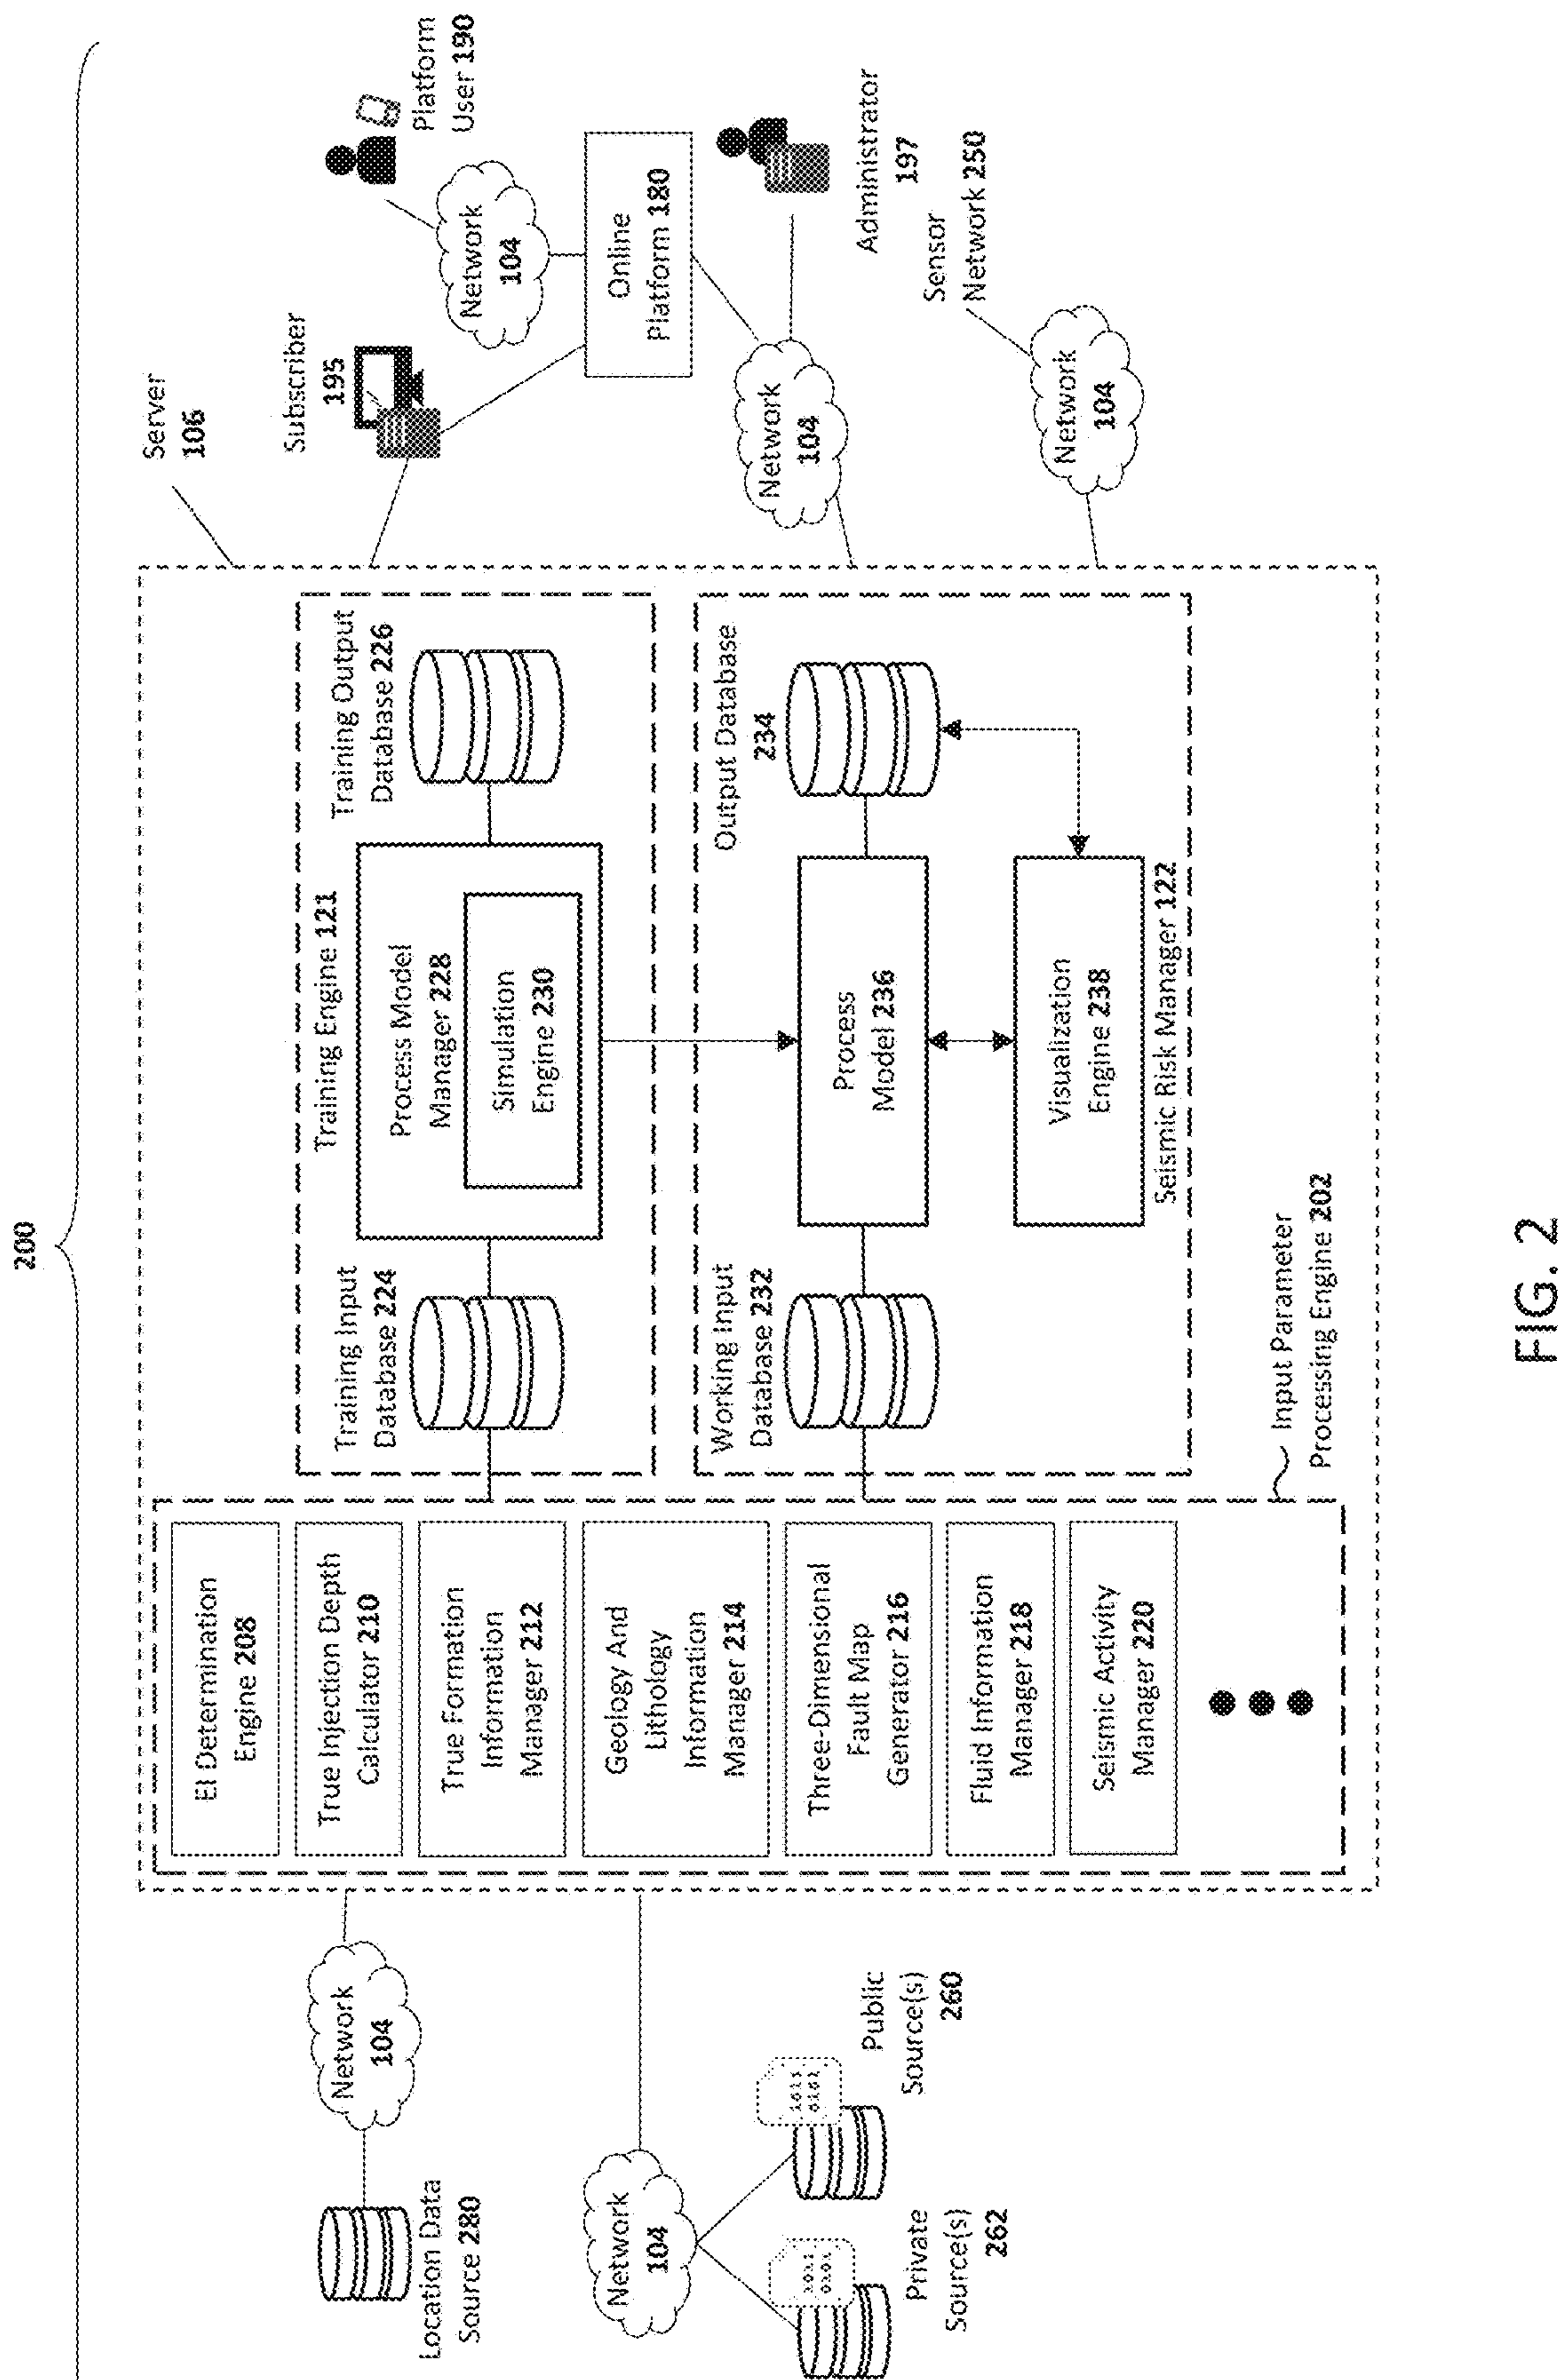 200
Server
106
Subscriber
195
Platform
User 190
Network
104
Online
Platform 180
Administrator
197
Network
104
Sensor
Network 250
Network
104
Training Engine 121
Training Input
Database 224
Process Model
Manager 228
Simulation
Engine 230
Training Output
Database 226
Working Input
Database 232
Process
Model 236
Output Database
234
Visualization
Engine 238
Seismic Risk Manager 122
Input Parameter
Processing Engine 202
EI Determination
Engine 208
True Injection Depth
Calculator 210
True Formation
Information
Manager 212
Geology And
Lithology
Information
Manager 214
Three-Dimensional
Fault Map
Generator 216
Fluid Information
Manager 218
Seismic Activity
Manager 220
Network
104
Location Data
Source 280
Network
104
Public
Source(s)
260
1011
0101
Private
Source(s)
262
1011
0101
FIG. 2